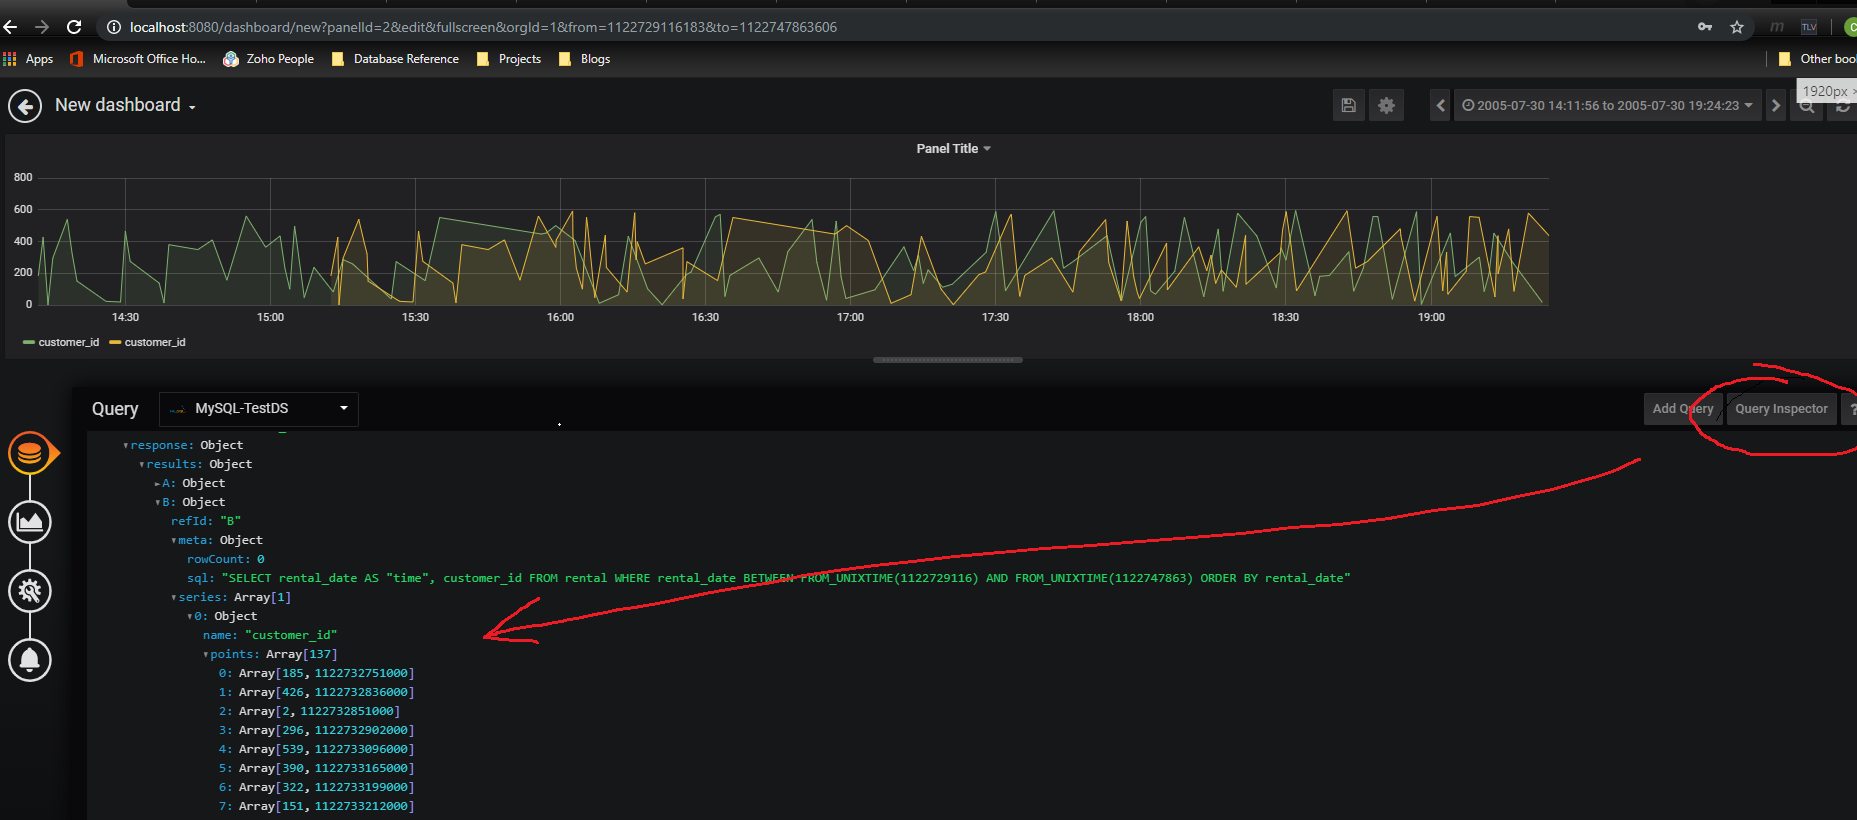 localhost:8080/dashboard/new?panelId=2&edit&fullscreen&orgId=1&from=1122729116183&to=1122747863606
TLV
C
Apps Microsoft Office Ho... Zoho People Database Reference Projects Blogs Other boo
1920px ×
New dashboard 2005-07-30 14:11:56 to 2005-07-30 19:24:23
Panel Title
800
600
400
200
0
14:30 15:00 15:30 16:00 16:30 17:00 17:30 18:00 18:30 19:00
customer_id customer_id
Query MySQL-TestDS Add Query Query Inspector ?
response: Object
results: Object
A: Object
B: Object
refId: "B"
meta: Object
rowCount: 0
sql: "SELECT rental_date AS "time", customer_id FROM rental WHERE rental_date BETWEEN FROM_UNIXTIME(1122729116) AND FROM_UNIXTIME(1122747863) ORDER BY rental_date"
series: Array[1]
0: Object
name: "customer_id"
points: Array[137]
0: Array[185, 1122732751000]
1: Array[426, 1122732836000]
2: Array[2, 1122732851000]
3: Array[296, 1122732902000]
4: Array[539, 1122733096000]
5: Array[390, 1122733165000]
6: Array[322, 1122733199000]
7: Array[151, 1122733212000]